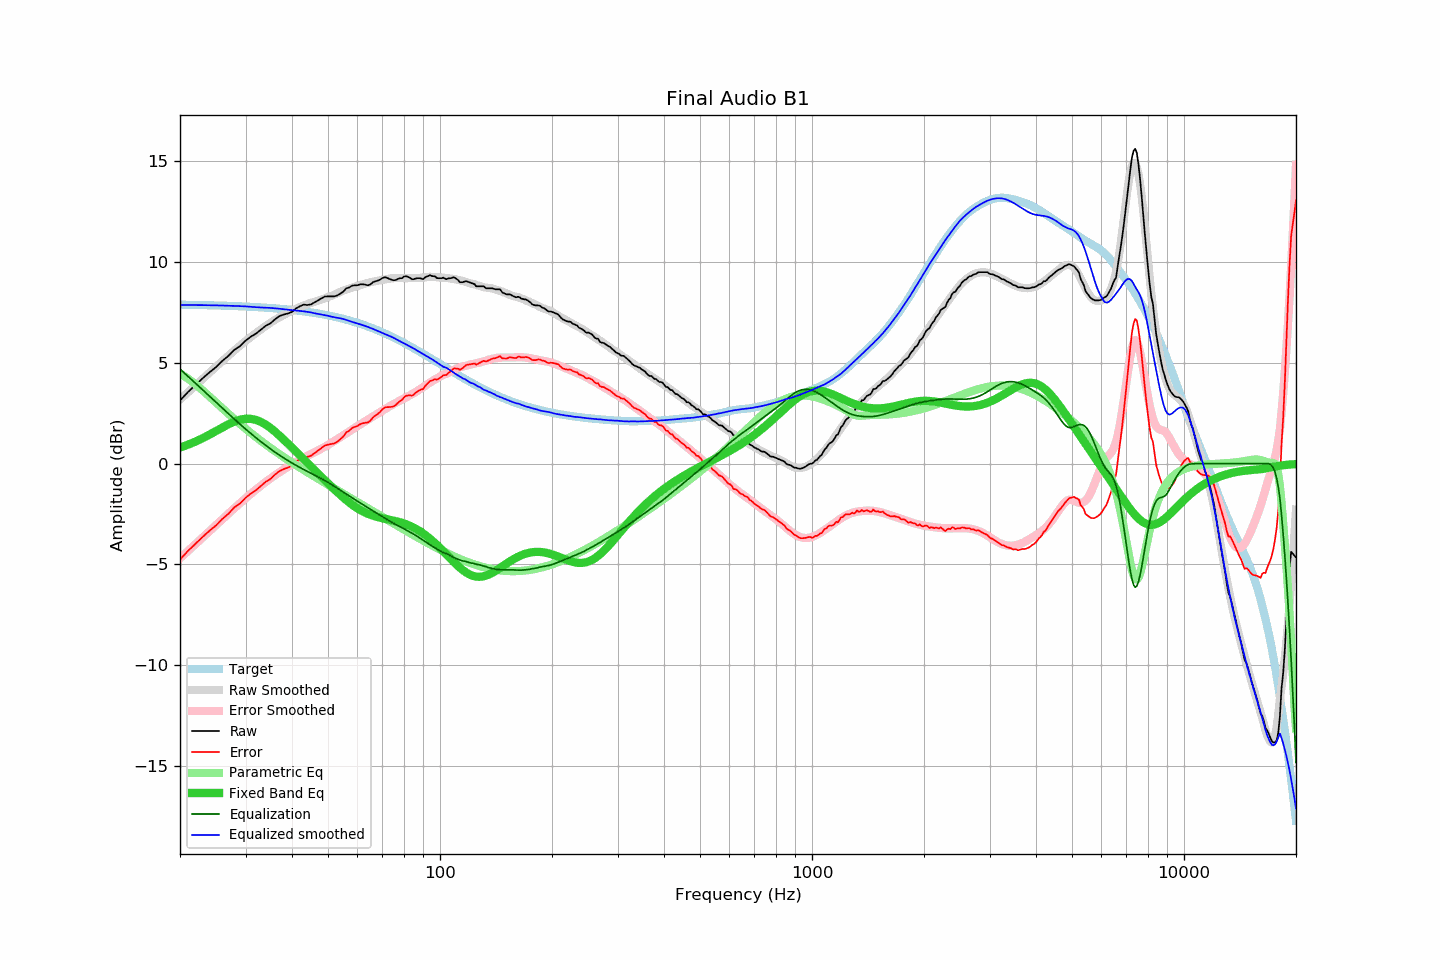 Final Audio B1
Amplitude (dBr)
15
10
5
0
−5
−10
−15
Target
Raw Smoothed
Error Smoothed
Raw
Error
Parametric Eq
Fixed Band Eq
Equalization
Equalized smoothed
100
1000
10000
Frequency (Hz)